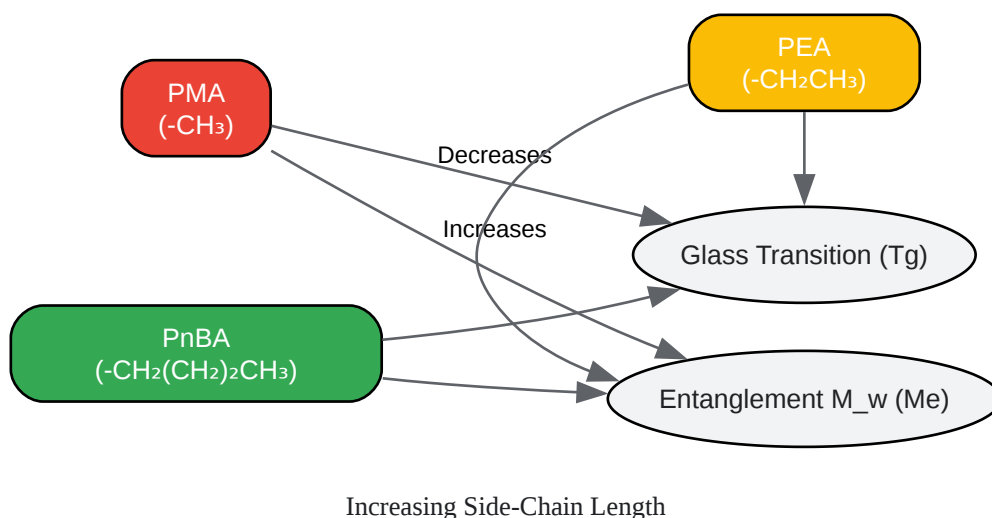 PEA
(-CH₂CH₃)
PMA
(-CH₃)
Decreases
Increases
Glass Transition (Tg)
PnBA
(-CH₂(CH₂)₂CH₃)
Entanglement M_w (Me)
Increasing Side-Chain Length